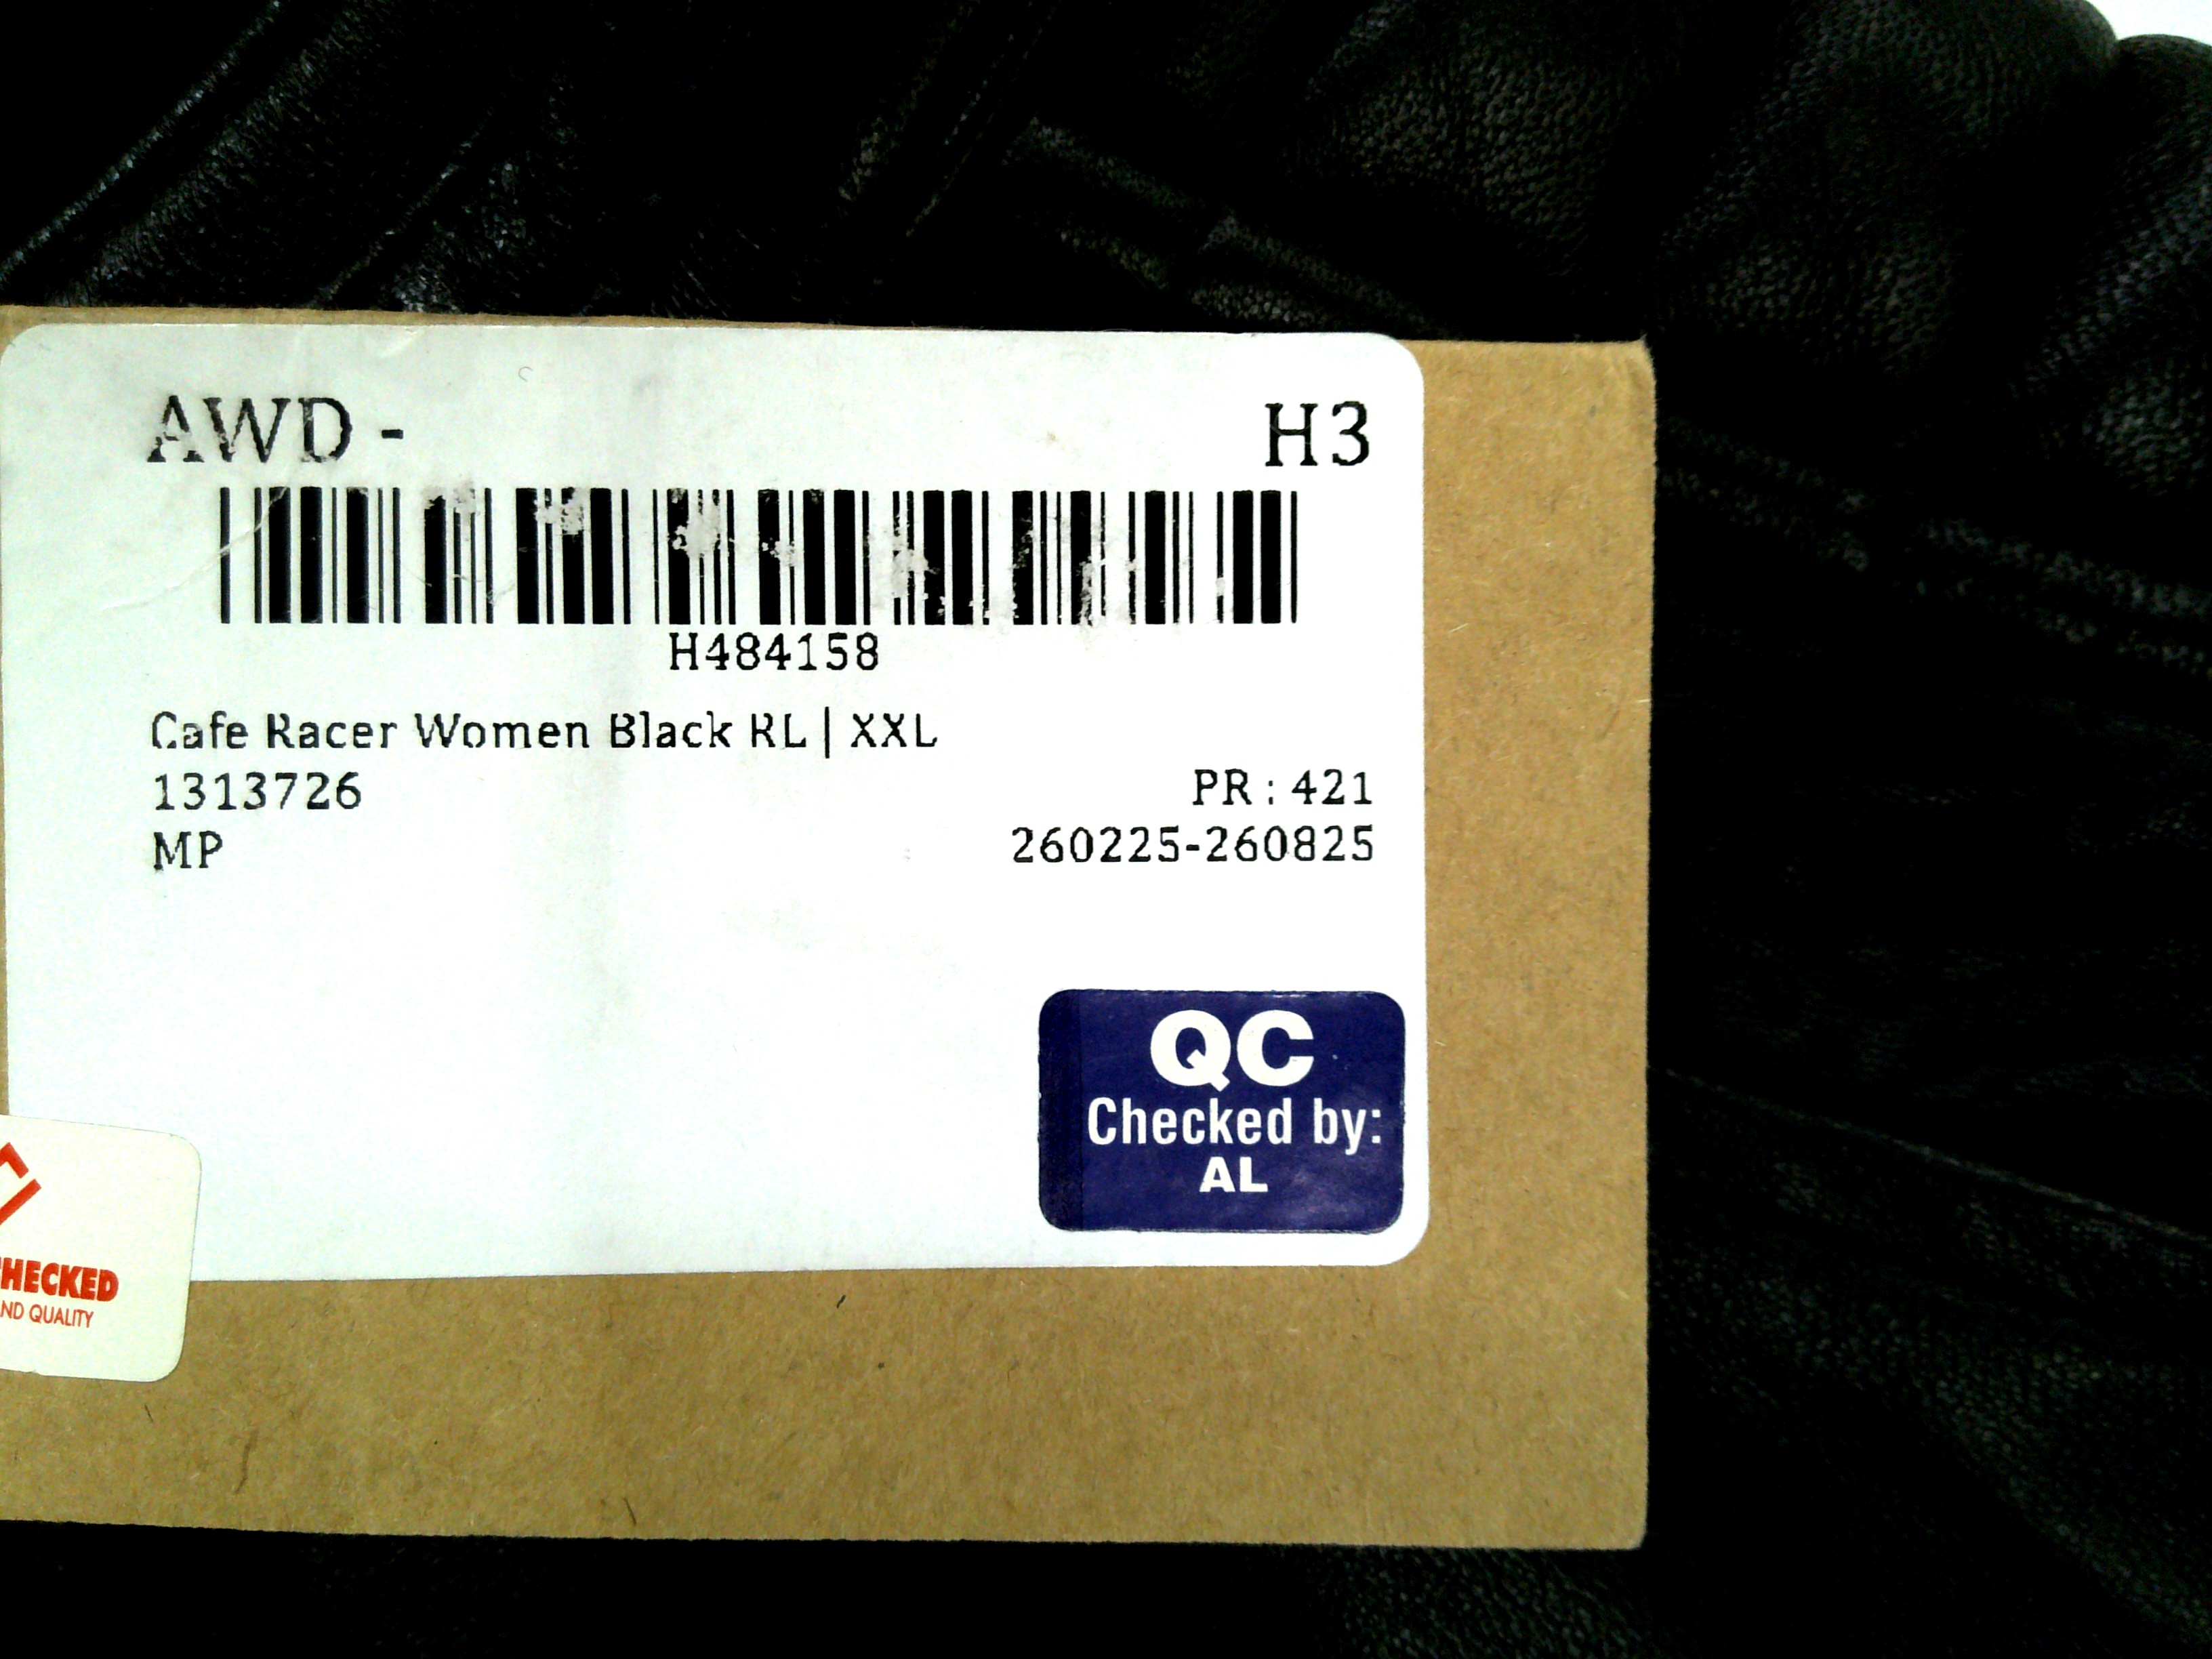 AWD - H3
H484158
Cafe Racer Women Black RL | XXL
1313726 PR : 421
MP 260225-260825
QC
Checked by:
AL
HECKED
ND QUALITY